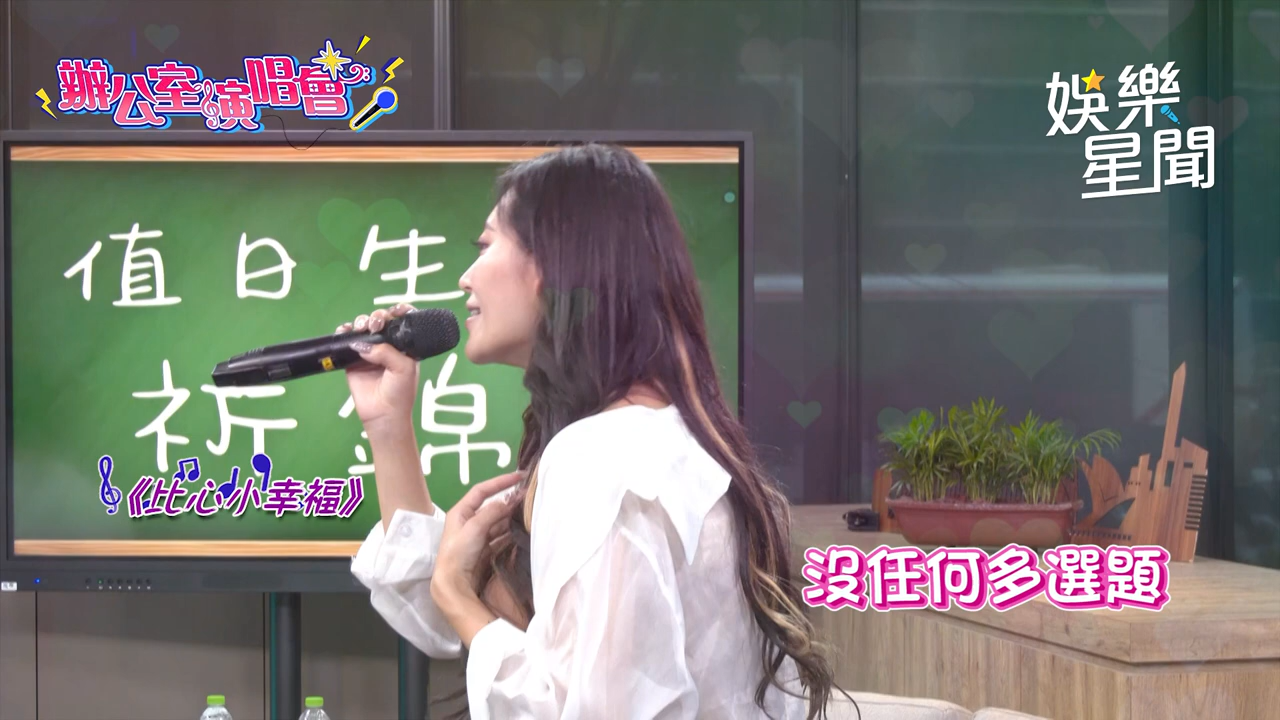 辦公室演唱會
娛樂
星聞
值日生
祈錦
《比心小幸福》
沒任何多選題